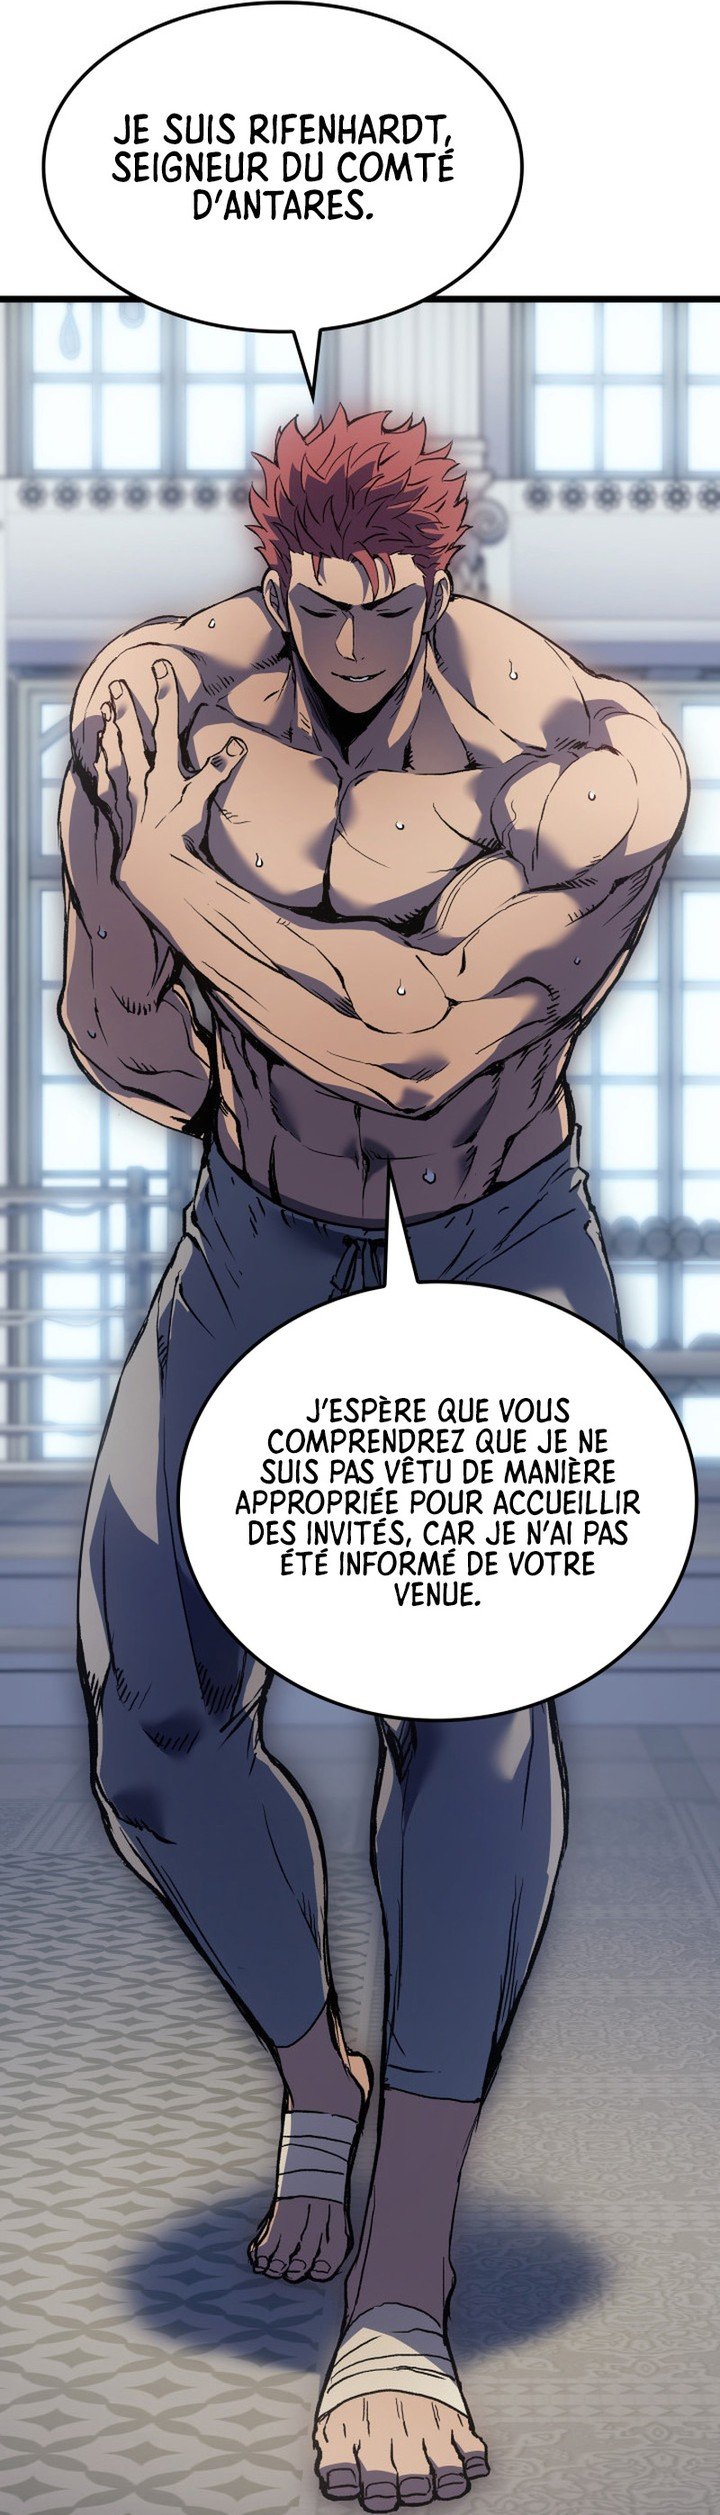 JE SUIS RIFENHARDT,
SEIGNEUR DU COMTÉ
D'ANTARES.
J'ESPÈRE QUE VOUS
COMPRENDREZ QUE JE NE
SUIS PAS VÊTU DE MANIÈRE
APPROPRIÉE POUR ACCUEILLIR
DES INVITÉS, CAR JE N'AI PAS
ÉTÉ INFORMÉ DE VOTRE
VENUE.